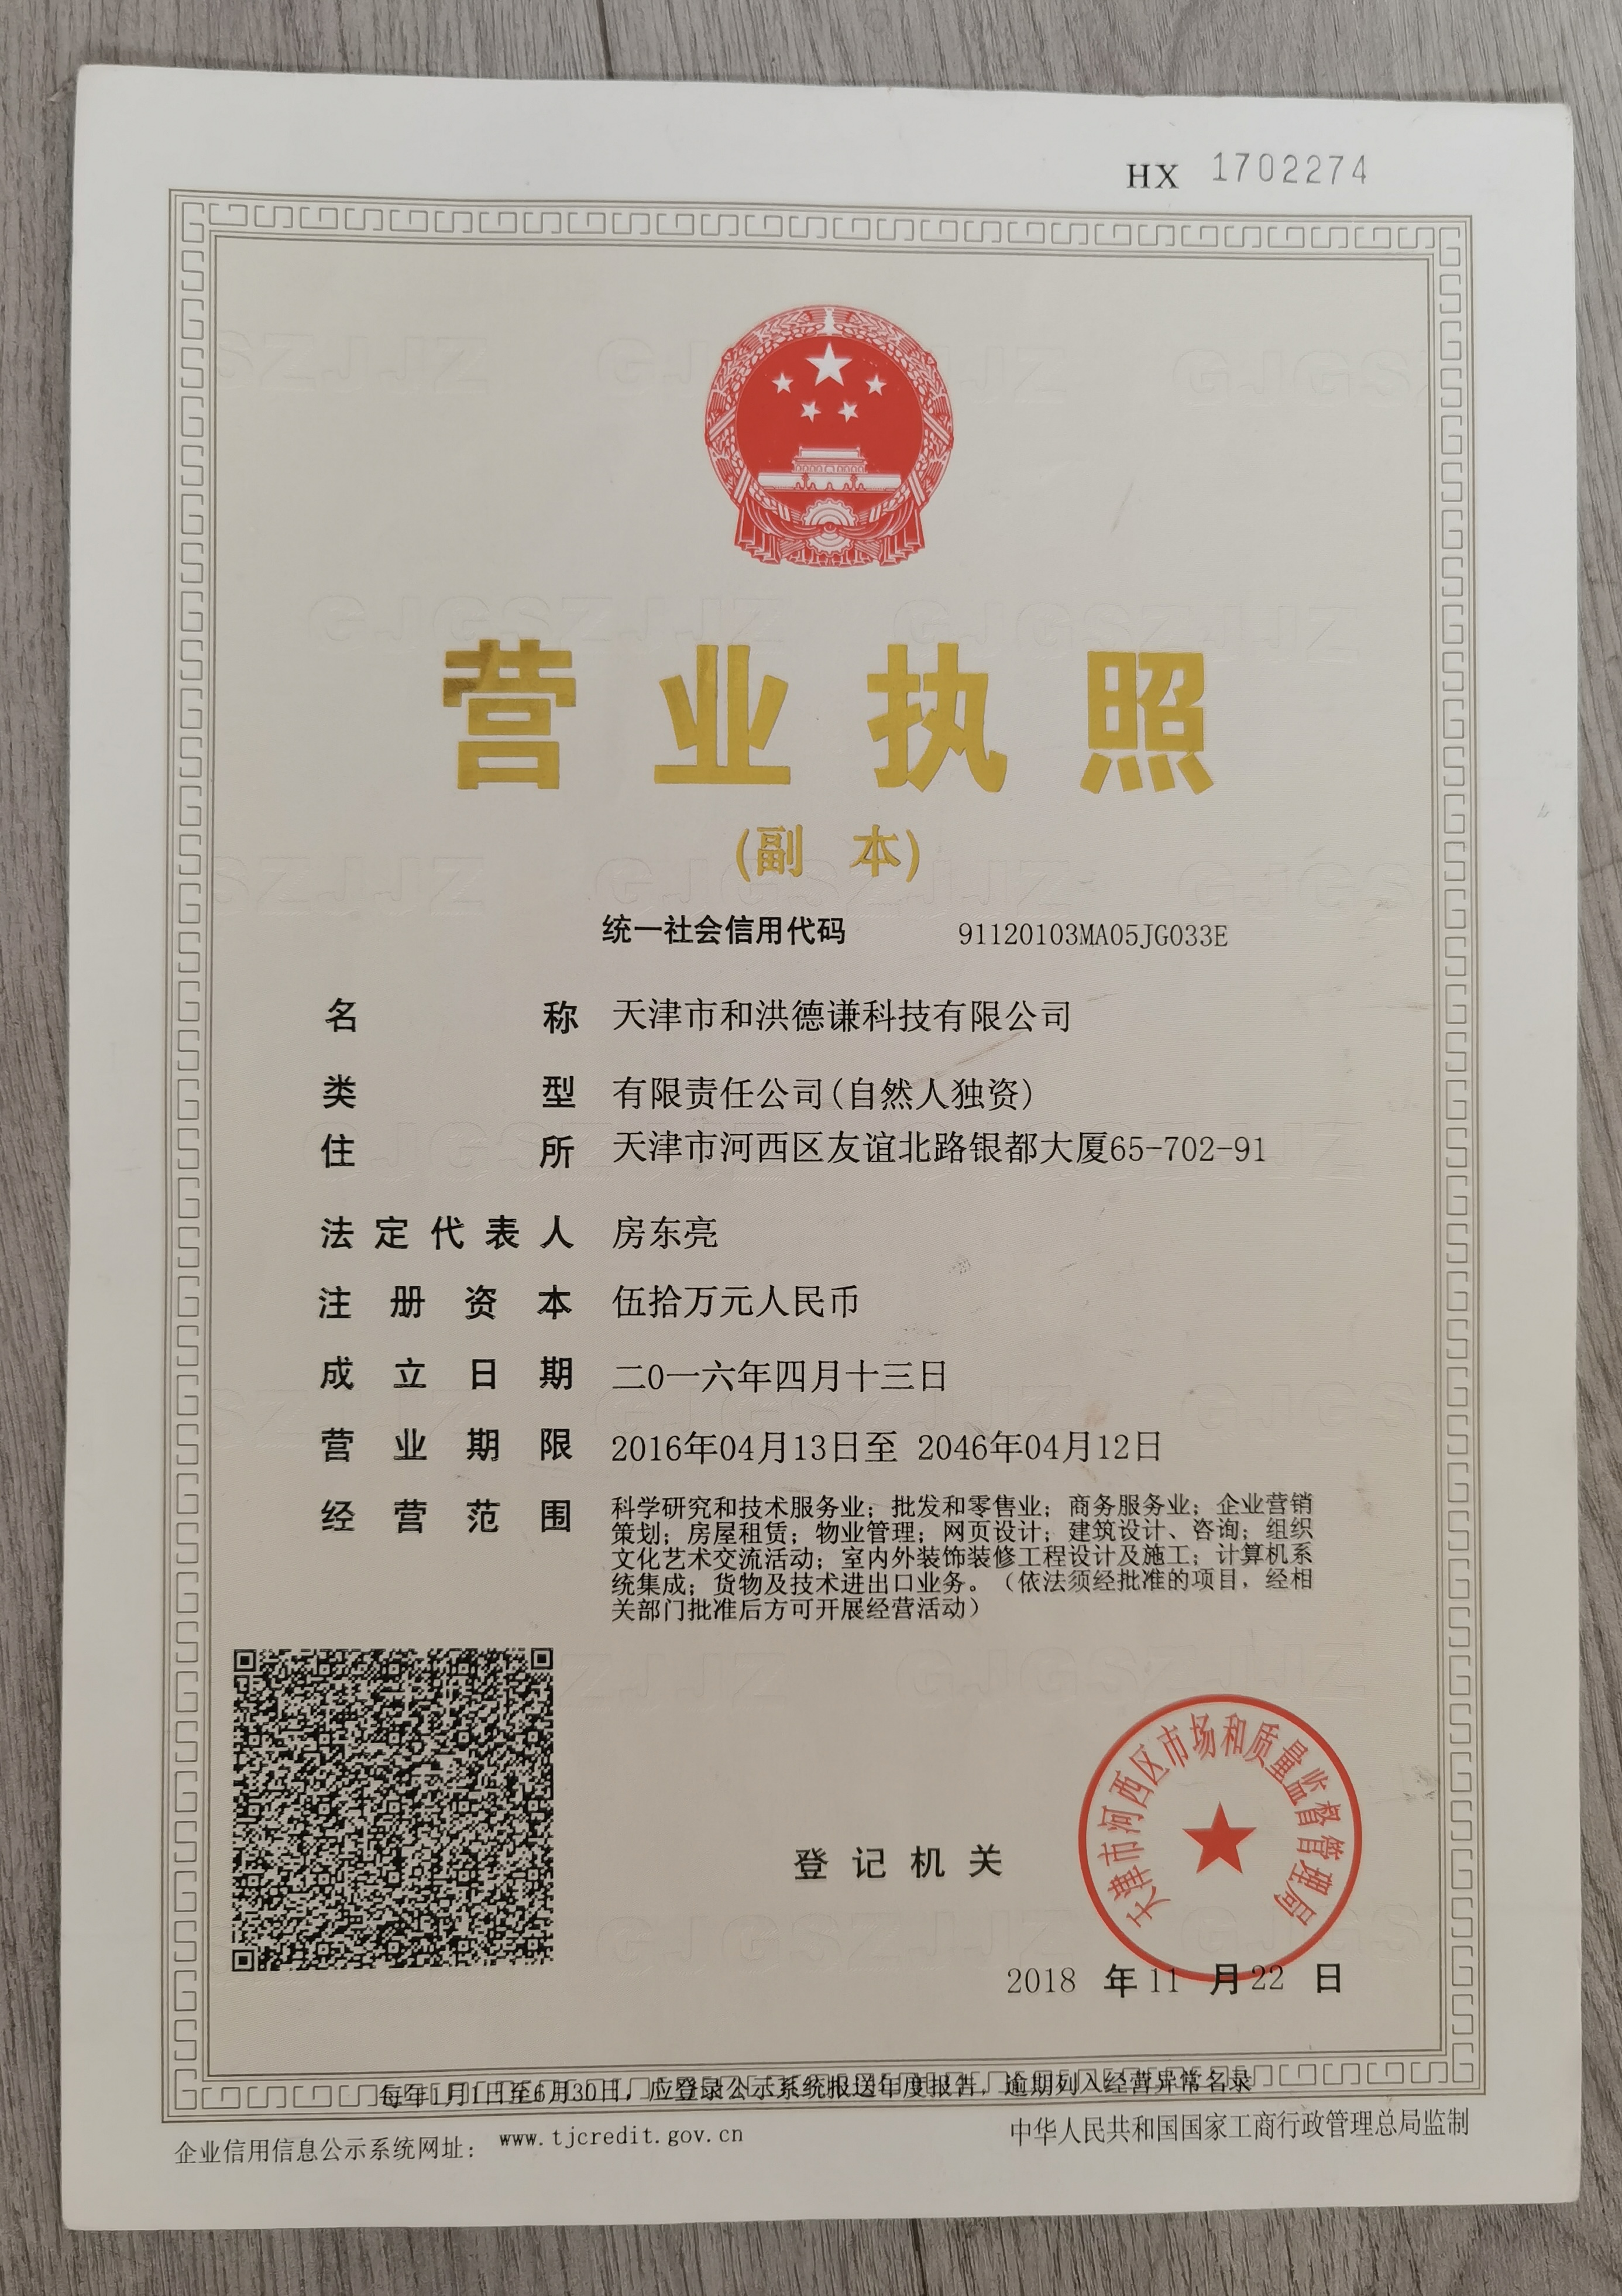 HX 1702274
营业执照
(副 本)
统一社会信用代码 91120103MA05JG033E
名 称 天津市和洪德谦科技有限公司
类 型 有限责任公司(自然人独资)
住 所 天津市河西区友谊北路银都大厦65-702-91
法定代表人 房东亮
注册资本 伍拾万元人民币
成立日期 二0一六年四月十三日
营业期限 2016年04月13日至 2046年04月12日
经营范围 科学研究和技术服务业；批发和零售业；商务服务业；企业营销
策划；房屋租赁；物业管理；网页设计；建筑设计、咨询；组织
文化艺术交流活动；室内外装饰装修工程设计及施工；计算机系
统集成；货物及技术进出口业务。（依法须经批准的项目，经相
关部门批准后方可开展经营活动）
天津市河西区市场和质量监督管理局
登记机关
2018 年 11 月 22 日
每年1月1日至6月30日，应登录公示系统报送年度报告，逾期列入经营异常名录
企业信用信息公示系统网址： www.tjcredit.gov.cn
中华人民共和国国家工商行政管理总局监制
GJGSZJJZ